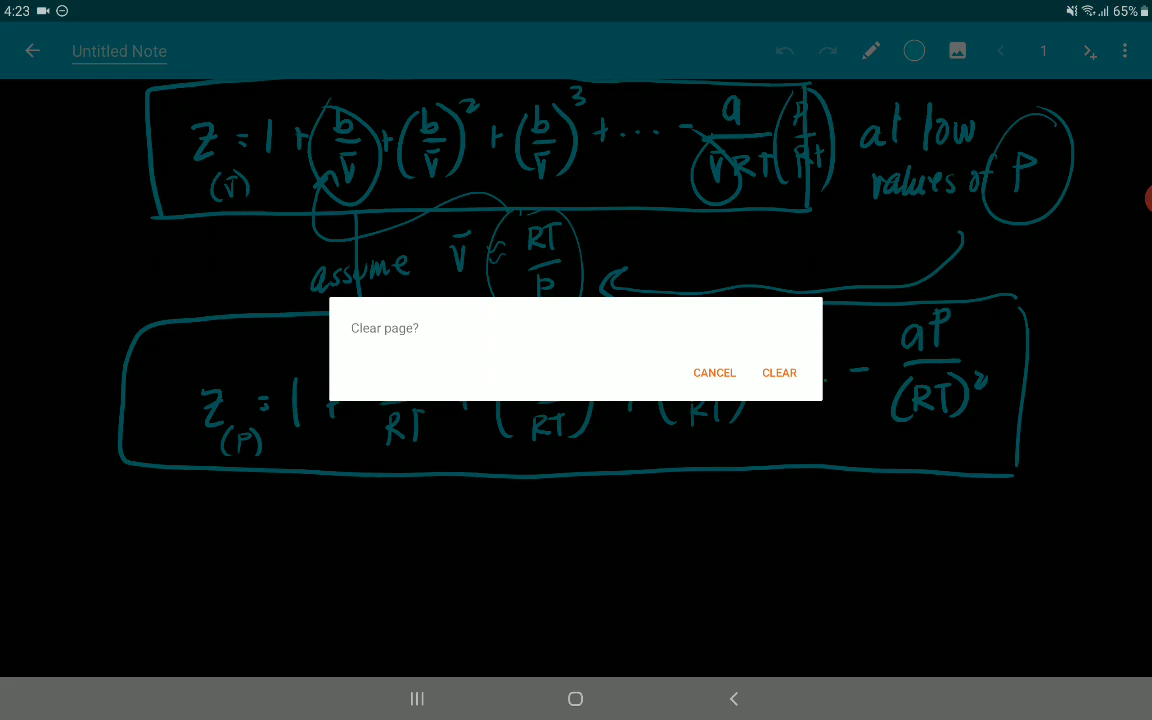 4:23 65%
Untitled Note 1
Z = 1 + b/v̄ + (b/v̄)² + (b/v̄)³ + ... - a/v̄RT (P/RT) at low
(v̄) values of P
assume v̄ ≈ RT/P
Clear page?
CANCEL CLEAR
Z = 1 + RT + ( RT ) + ( RT ) - aP/(RT)²
(P)